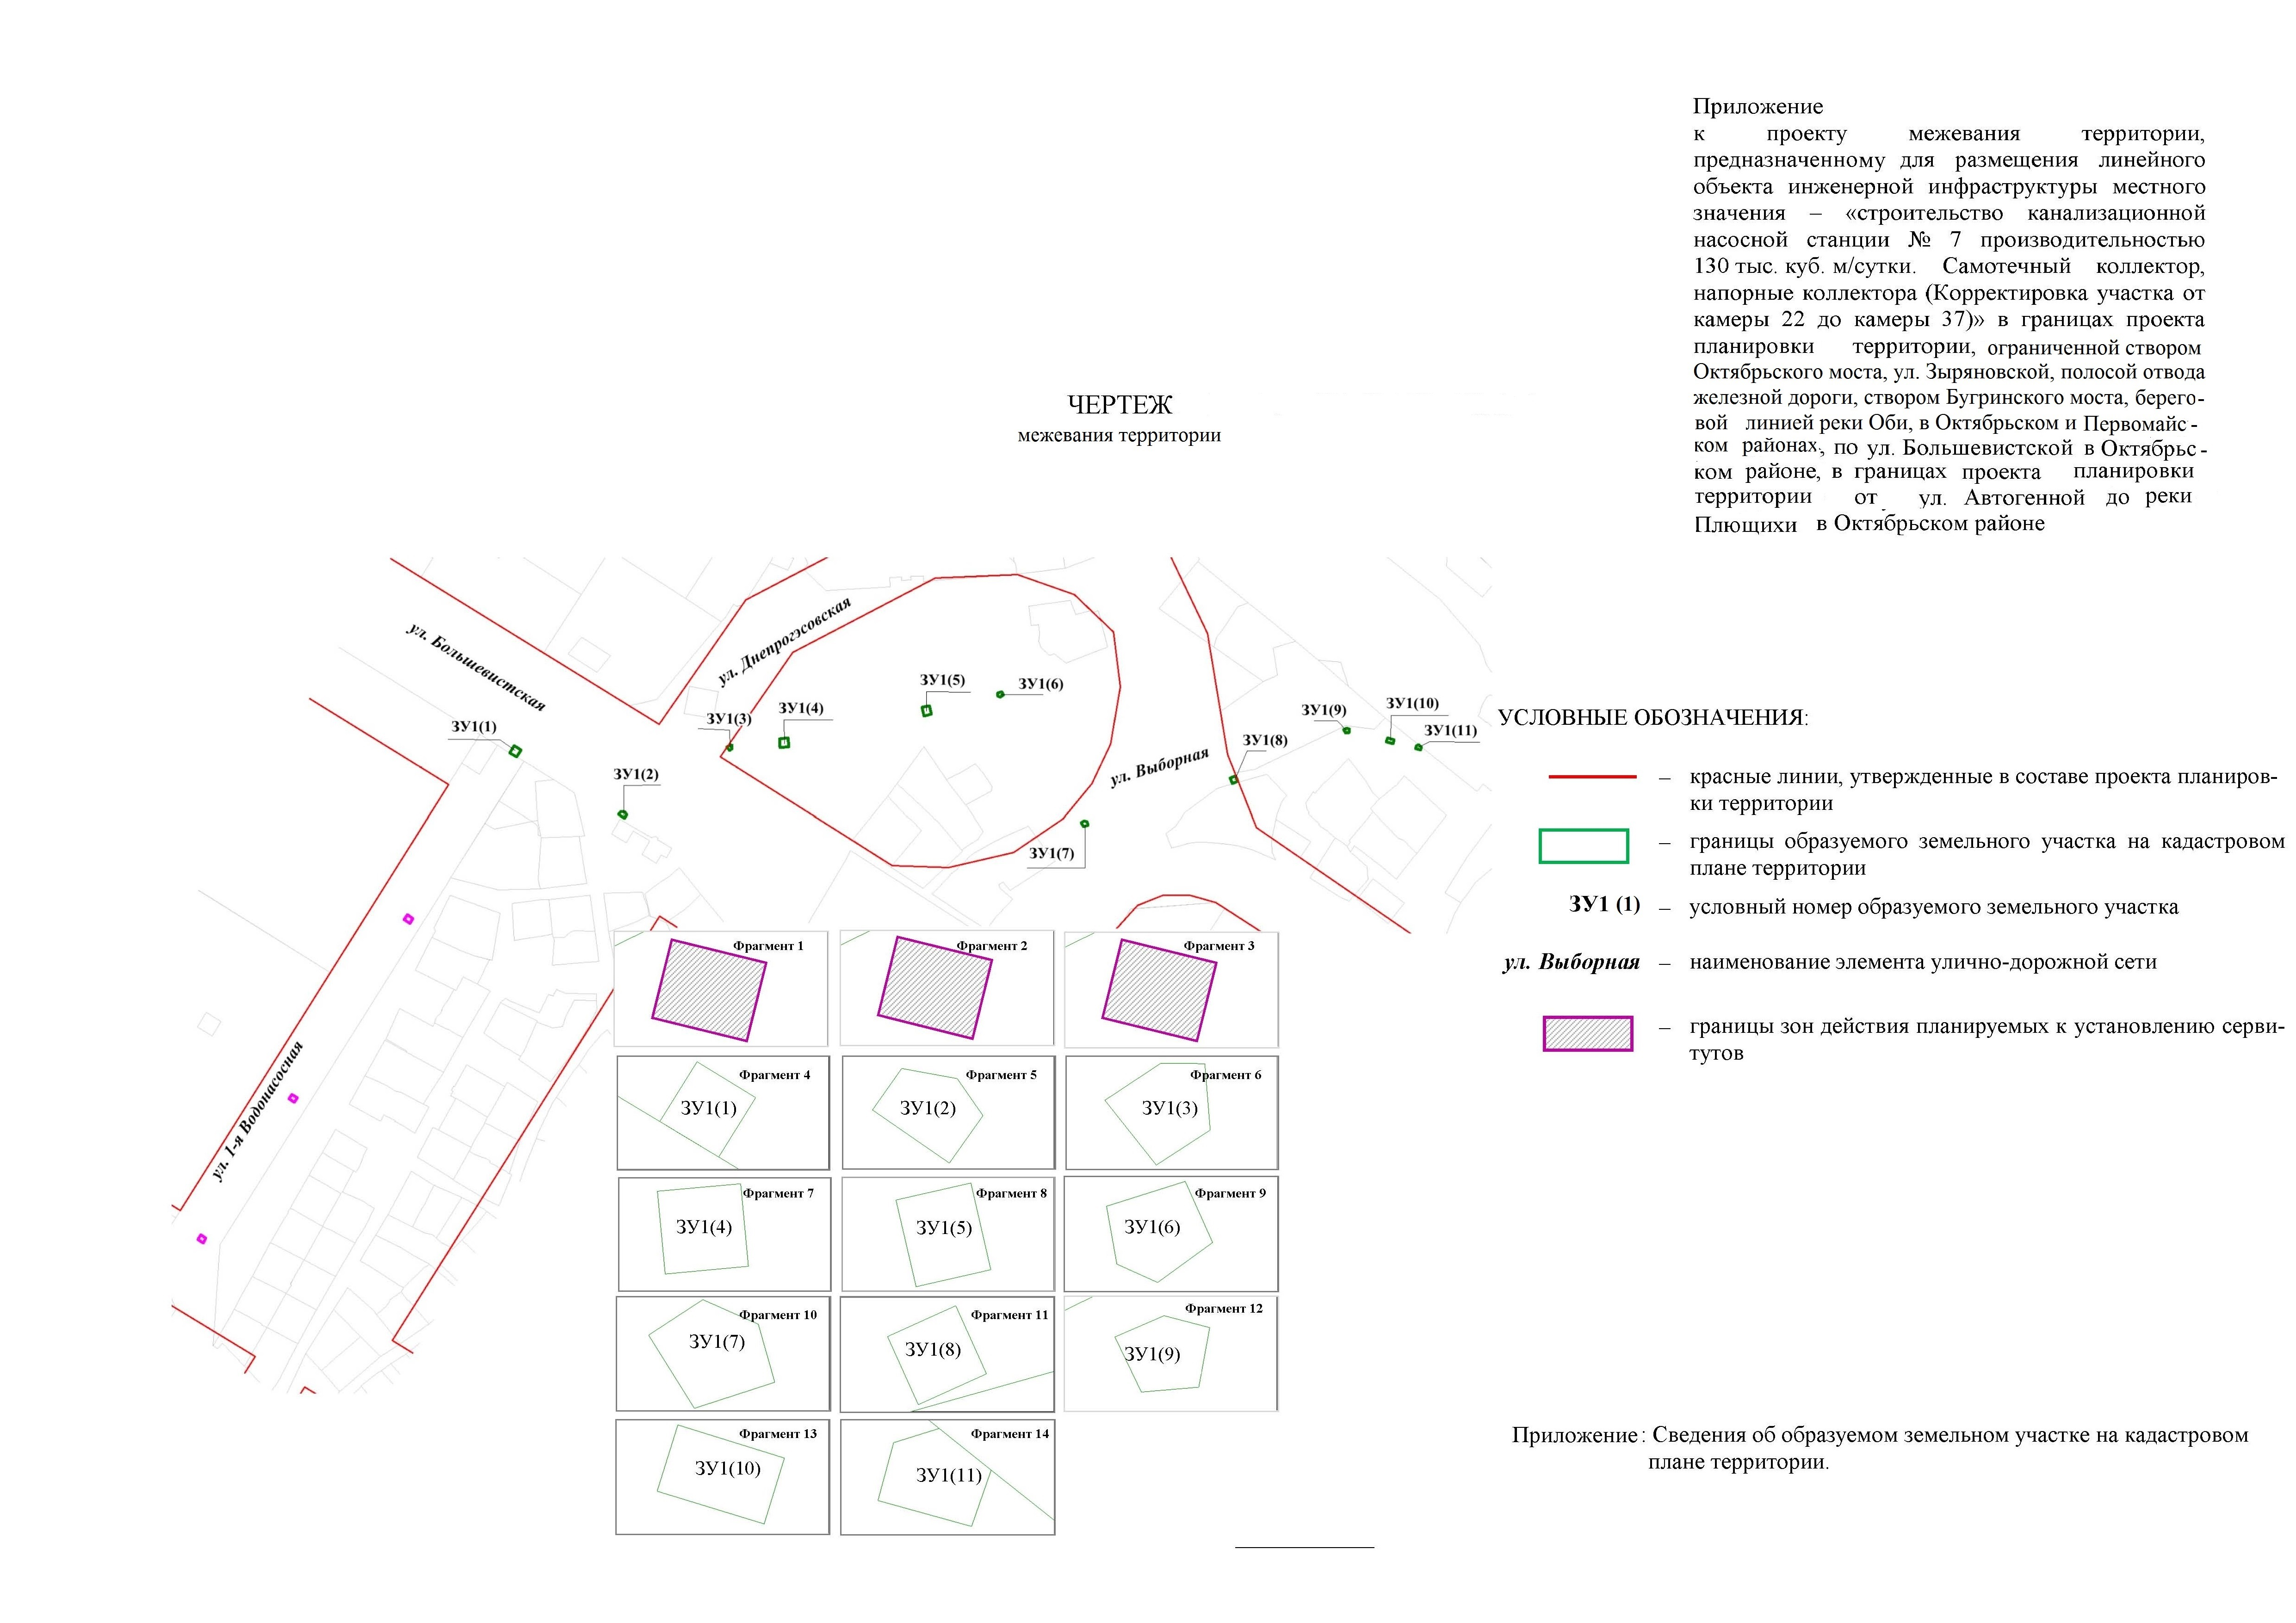 Приложение
к проекту межевания территории,
предназначенному для размещения линейного
объекта инженерной инфраструктуры местного
значения – «строительство канализационной
насосной станции № 7 производительностью
130 тыс. куб. м/сутки. Самотечный коллектор,
напорные коллектора (Корректировка участка от
камеры 22 до камеры 37)» в границах проекта
планировки территории, ограниченной створом
Октябрьского моста, ул. Зыряновской, полосой отвода
железной дороги, створом Бугринского моста, берего-
вой линией реки Оби, в Октябрьском и Первомайс-
ком районах, по ул. Большевистской в Октябрьс-
ком районе, в границах проекта планировки
территории от ул. Автогенной до реки
Плющихи в Октябрьском районе
ЧЕРТЕЖ
межевания территории
ул. Большевистская
ул. Днепрогэсовская
ул. Выборная
ул. 1-я Водонасосная
ЗУ1(1)
ЗУ1(2)
ЗУ1(3)
ЗУ1(4)
ЗУ1(5)
ЗУ1(6)
ЗУ1(7)
ЗУ1(8)
ЗУ1(9)
ЗУ1(10)
ЗУ1(11)
Фрагмент 1
Фрагмент 2
Фрагмент 3
Фрагмент 4
ЗУ1(1)
Фрагмент 5
ЗУ1(2)
Фрагмент 6
ЗУ1(3)
Фрагмент 7
ЗУ1(4)
Фрагмент 8
ЗУ1(5)
Фрагмент 9
ЗУ1(6)
Фрагмент 10
ЗУ1(7)
Фрагмент 11
ЗУ1(8)
Фрагмент 12
ЗУ1(9)
Фрагмент 13
ЗУ1(10)
Фрагмент 14
ЗУ1(11)
УСЛОВНЫЕ ОБОЗНАЧЕНИЯ:
– красные линии, утвержденные в составе проекта планиров-
ки территории
– границы образуемого земельного участка на кадастровом
плане территории
ЗУ1 (1) – условный номер образуемого земельного участка
ул. Выборная – наименование элемента улично-дорожной сети
– границы зон действия планируемых к установлению серви-
тутов
Приложение: Сведения об образуемом земельном участке на кадастровом
плане территории.